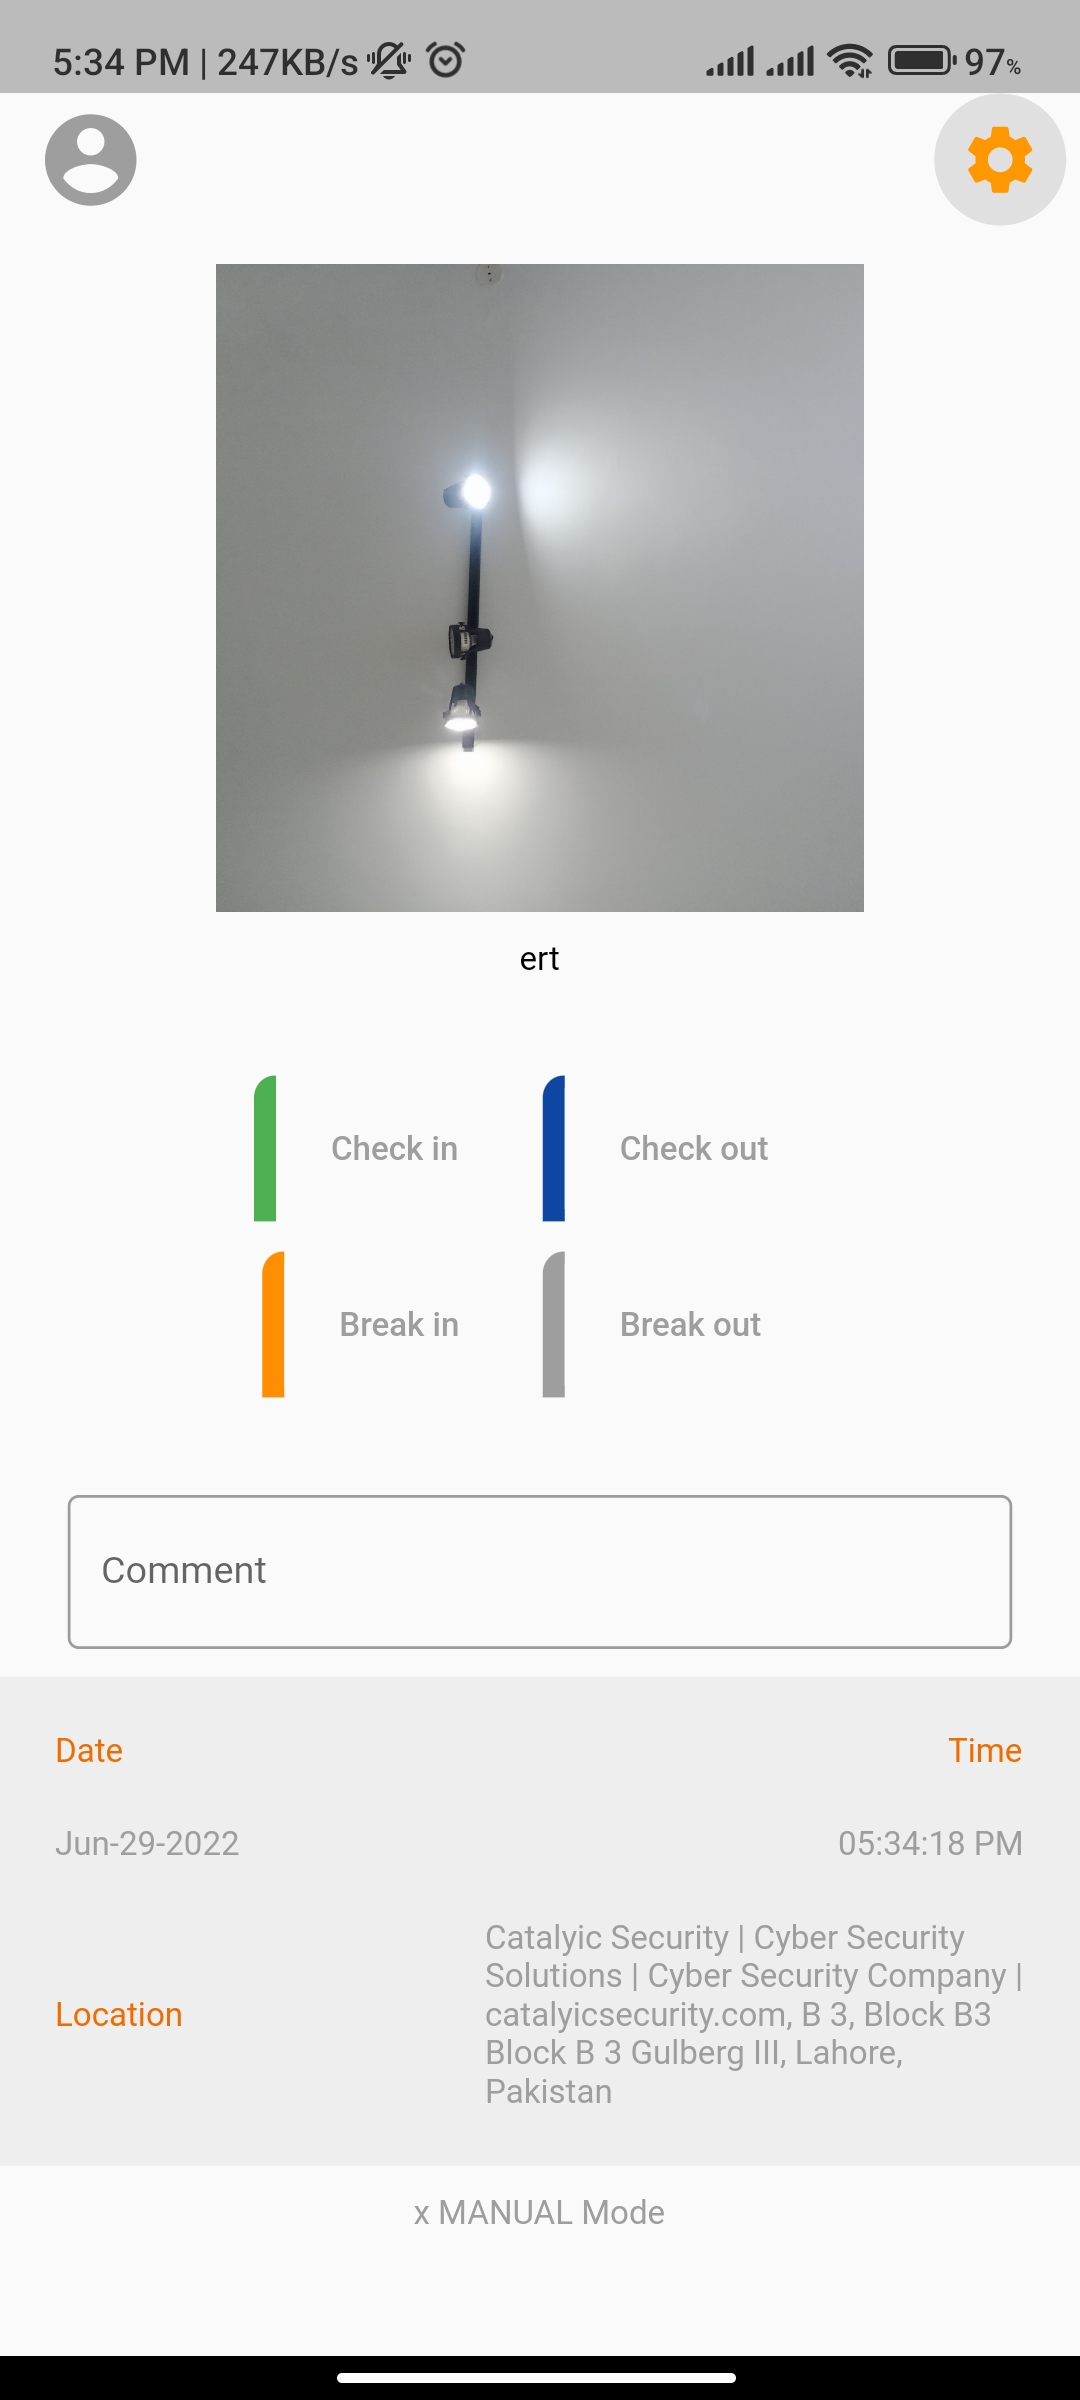 5:34 PM | 247KB/s 97%
ert
Check in Check out
Break in Break out
Comment
Date Time
Jun-29-2022 05:34:18 PM
Catalyic Security | Cyber Security
Solutions | Cyber Security Company |
Location catalyicsecurity.com, B 3, Block B3
Block B 3 Gulberg III, Lahore,
Pakistan
x MANUAL Mode